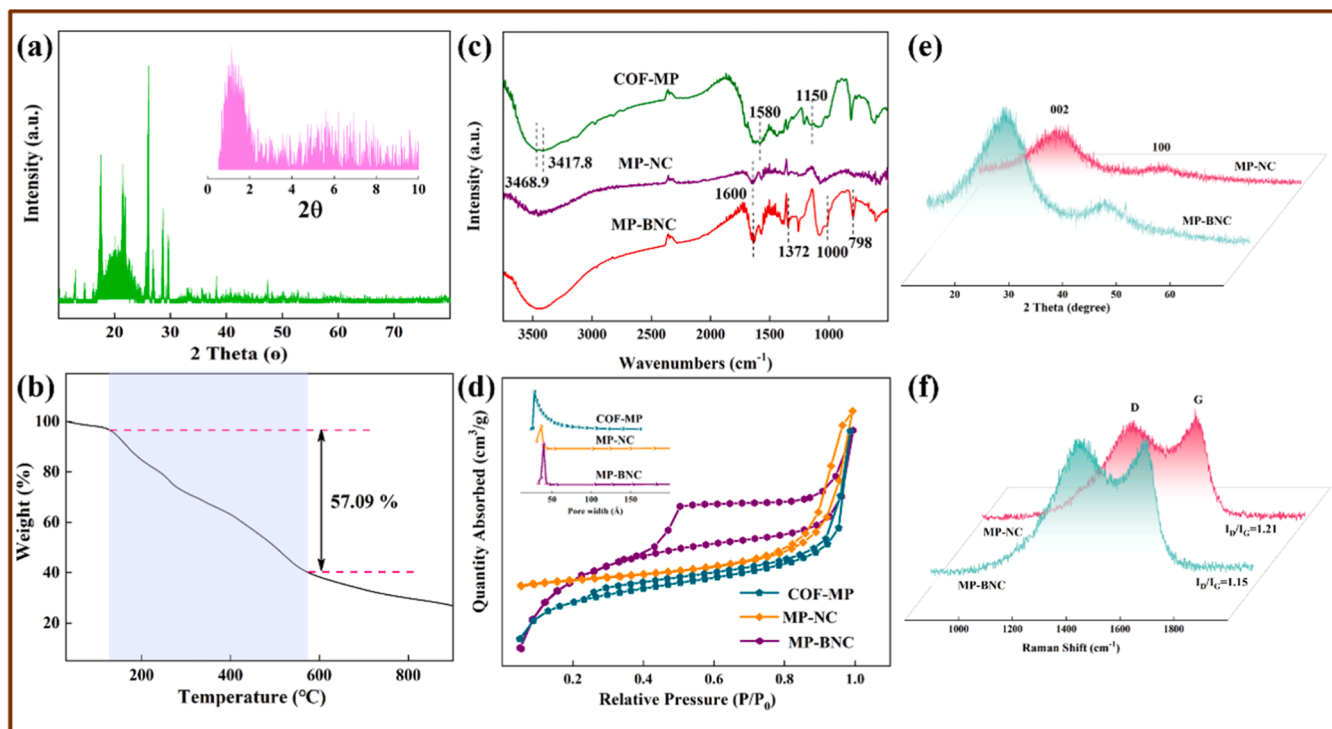 (a)
Intensity (a.u.)
0 2 4 6 8 10
2θ
10 20 30 40 50 60 70
2 Theta (o)
(b)
100
80
60
40
20
57.09 %
Weight (%)
200 400 600 800
Temperature (°C)
(c)
COF-MP
1580
1150
3468.9
3417.8
MP-NC
1600
MP-BNC
1372
1000
798
Intensity (a.u.)
3500 3000 2500 2000 1500 1000
Wavenumbers (cm⁻¹)
(d)
COF-MP
MP-NC
MP-BNC
50 100 150
Pore width (Å)
Quantity Absorbed (cm³/g)
COF-MP
MP-NC
MP-BNC
0.2 0.4 0.6 0.8 1.0
Relative Pressure (P/P₀)
(e)
002
100
MP-NC
MP-BNC
20 30 40 50 60
2 Theta (degree)
(f)
D G
MP-NC
I_D/I_G=1.21
MP-BNC
I_D/I_G=1.15
1000 1200 1400 1600 1800
Raman Shift (cm⁻¹)